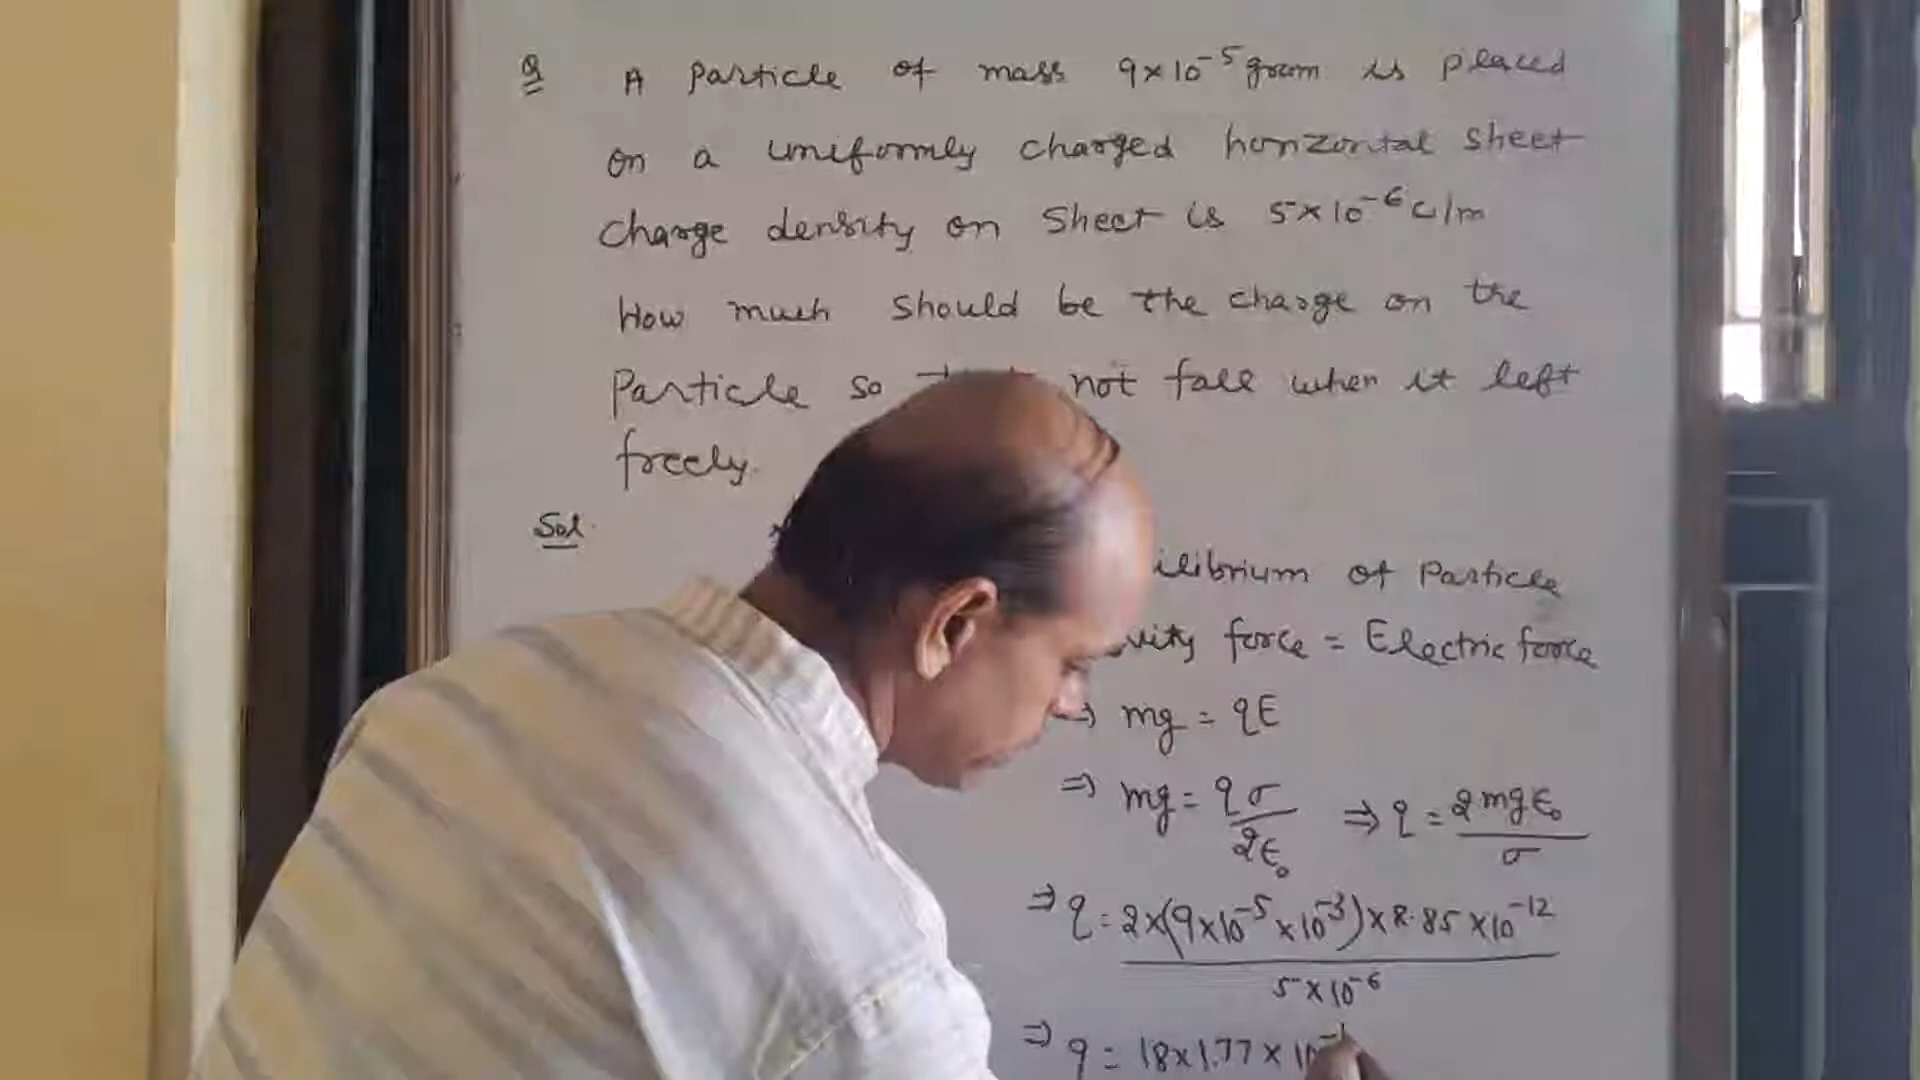 Q A particle of mass 9×10⁻⁵ gram is placed
on a uniformly charged horizontal sheet
charge density on sheet is 5×10⁻⁶ c/m
How much should be the charge on the
particle so not fall when it left
freely.
Sol.
of Particle
force = Electric force
mg = qE
⇒ mg = qσ/2ε₀ ⇒ q = 2mgε₀/σ
⇒ q = 2×(9×10⁻⁵×10⁻³)×8.85×10⁻¹²
5×10⁻⁶
⇒ q = 18×1.77×